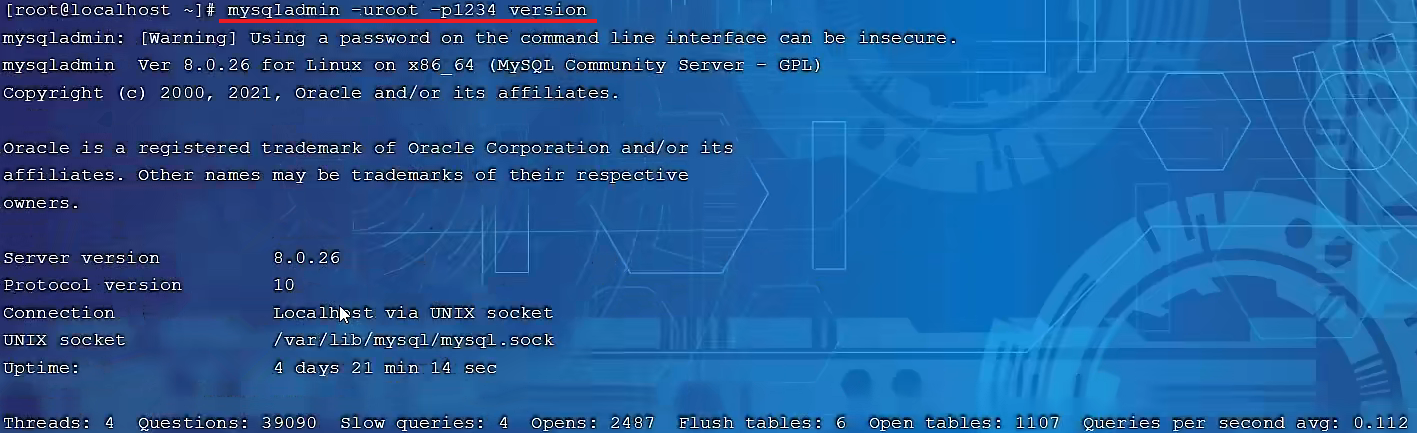 [root@localhost ~]# mysqladmin -uroot -p1234 version
mysqladmin: [Warning] Using a password on the command line interface can be insecure.
mysqladmin  Ver 8.0.26 for Linux on x86_64 (MySQL Community Server - GPL)
Copyright (c) 2000, 2021, Oracle and/or its affiliates.
Oracle is a registered trademark of Oracle Corporation and/or its
affiliates. Other names may be trademarks of their respective
owners.
Server version          8.0.26
Protocol version        10
Connection              Localhost via UNIX socket
UNIX socket             /var/lib/mysql/mysql.sock
Uptime:                 4 days 21 min 14 sec
Threads: 4  Questions: 39090  Slow queries: 4  Opens: 2487  Flush tables: 6  Open tables: 1107  Queries per second avg: 0.112